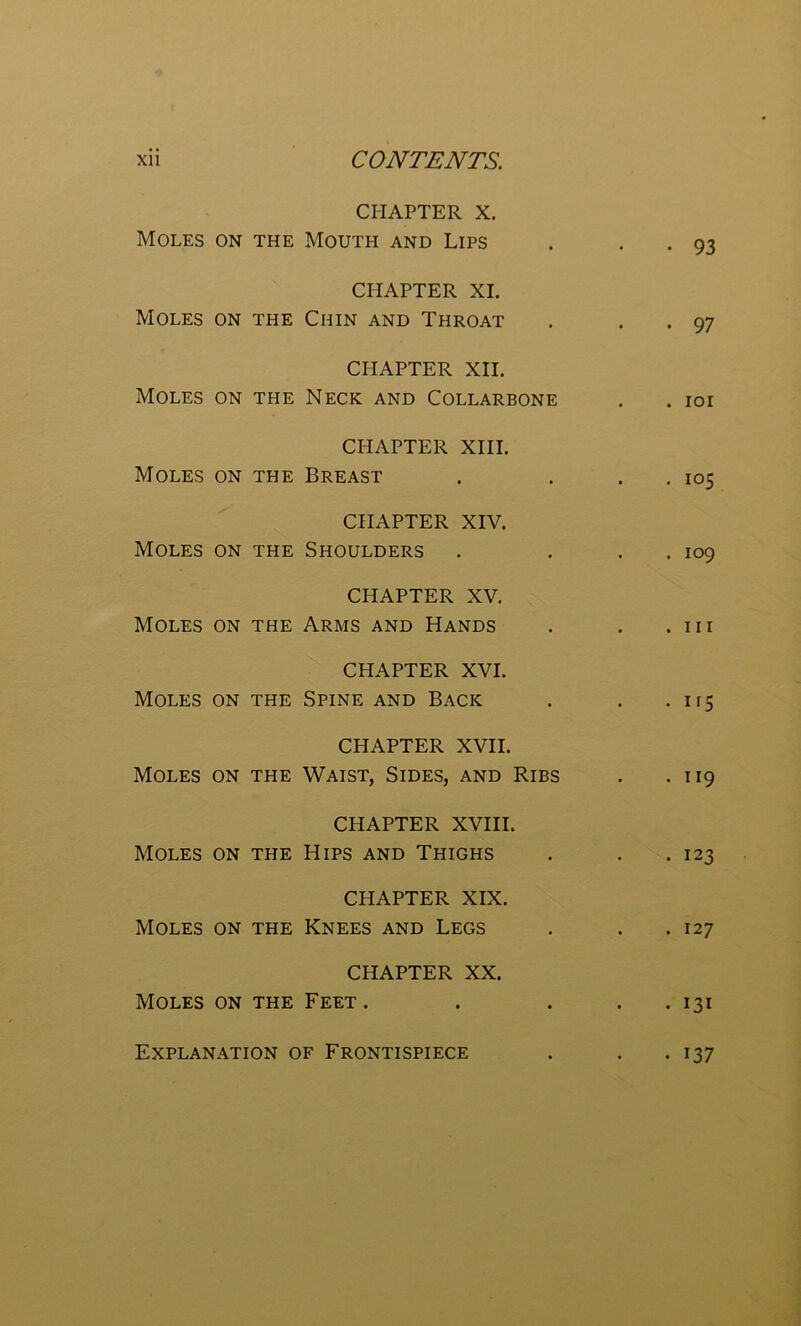 xii CONTENTS.
CHAPTER X.
MOLES ON THE MOUTH AND LIPS . . . 93
CHAPTER XI.
MOLES ON THE CHIN AND THROAT . . . 97
CHAPTER XII.
MOLES ON THE NECK AND COLLARBONE . . 101
CHAPTER XIII.
MOLES ON THE BREAST . . . . 105
CHAPTER XIV.
MOLES ON THE SHOULDERS . . . . 109
CHAPTER XV.
MOLES ON THE ARMS AND HANDS . . . 111
CHAPTER XVI.
MOLES ON THE SPINE AND BACK . . . 115
CHAPTER XVII.
MOLES ON THE WAIST, SIDES, AND RIBS . . 119
CHAPTER XVIII.
MOLES ON THE HIPS AND THIGHS . . . 123
CHAPTER XIX.
MOLES ON THE KNEES AND LEGS . . . 127
CHAPTER XX.
MOLES ON THE FEET . . . . . 131
EXPLANATION OF FRONTISPIECE . . . 137